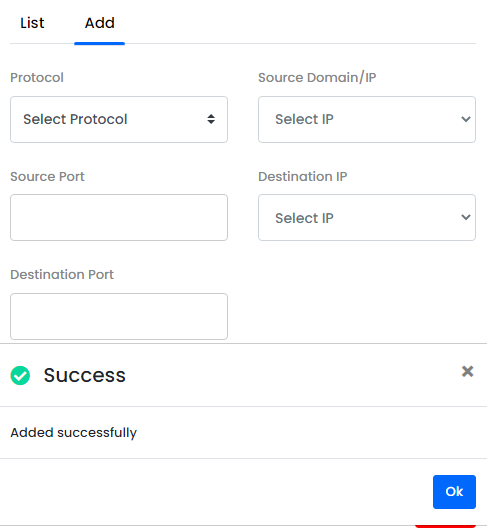 List Add
Protocol Source Domain/IP
Select Protocol Select IP
Source Port Destination IP
Select IP
Destination Port
Success
Added successfully
Ok